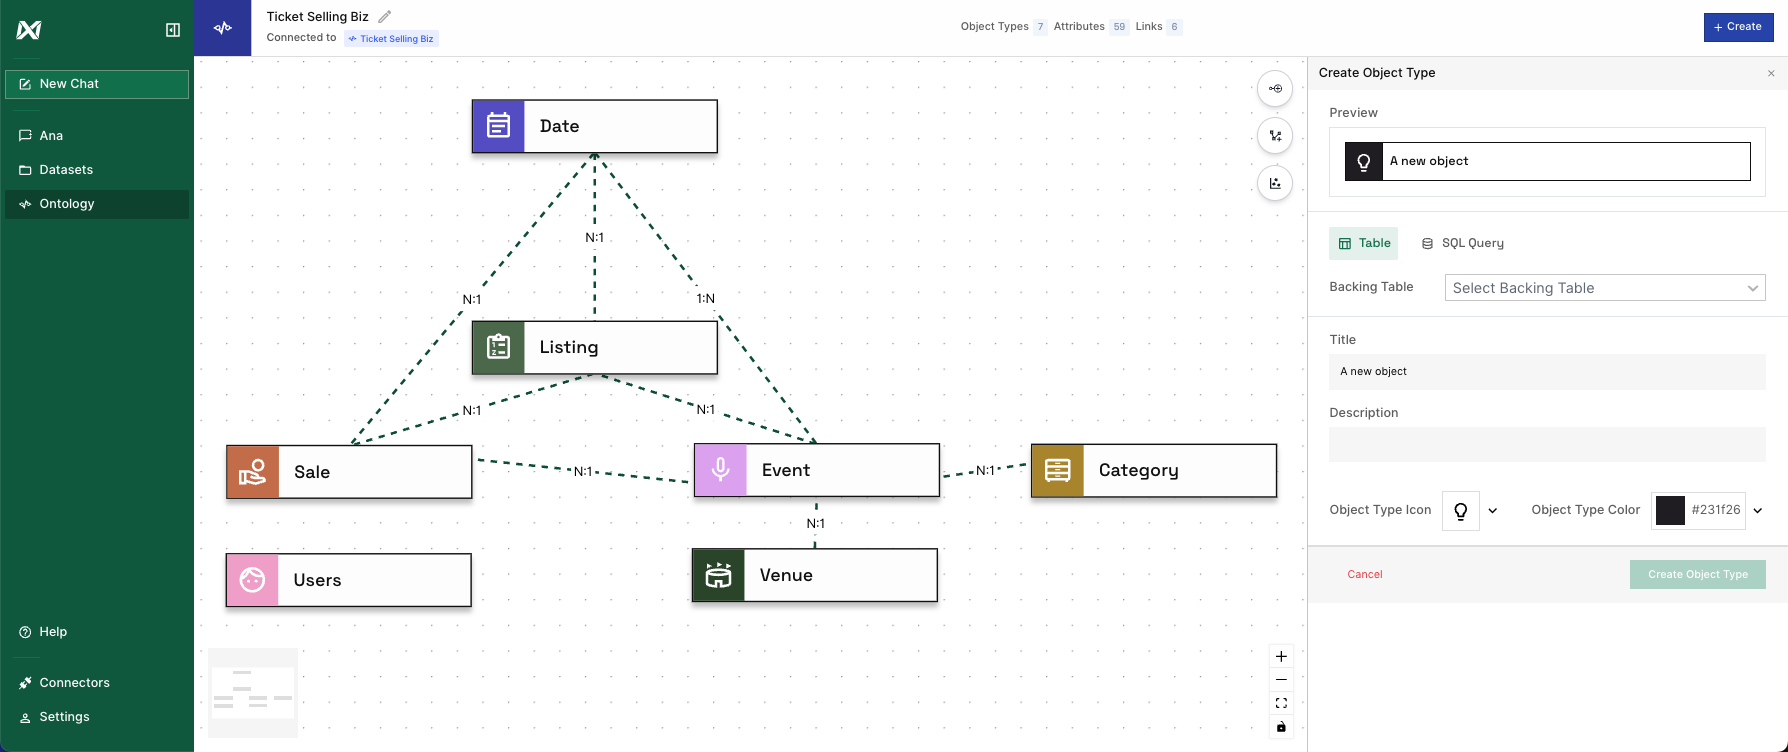 New Chat
Ana
Datasets
Ontology
Help
Connectors
Settings
Ticket Selling Biz
Connected to Ticket Selling Biz
Object Types 7 Attributes 59 Links 6
+ Create
Date
N:1
N:1
1:N
Listing
N:1
N:1
Sale
N:1
Event
N:1
Category
N:1
Users
Venue
Create Object Type
Preview
A new object
Table
SQL Query
Backing Table
Select Backing Table
Title
A new object
Description
Object Type Icon
Object Type Color
#231f26
Cancel
Create Object Type